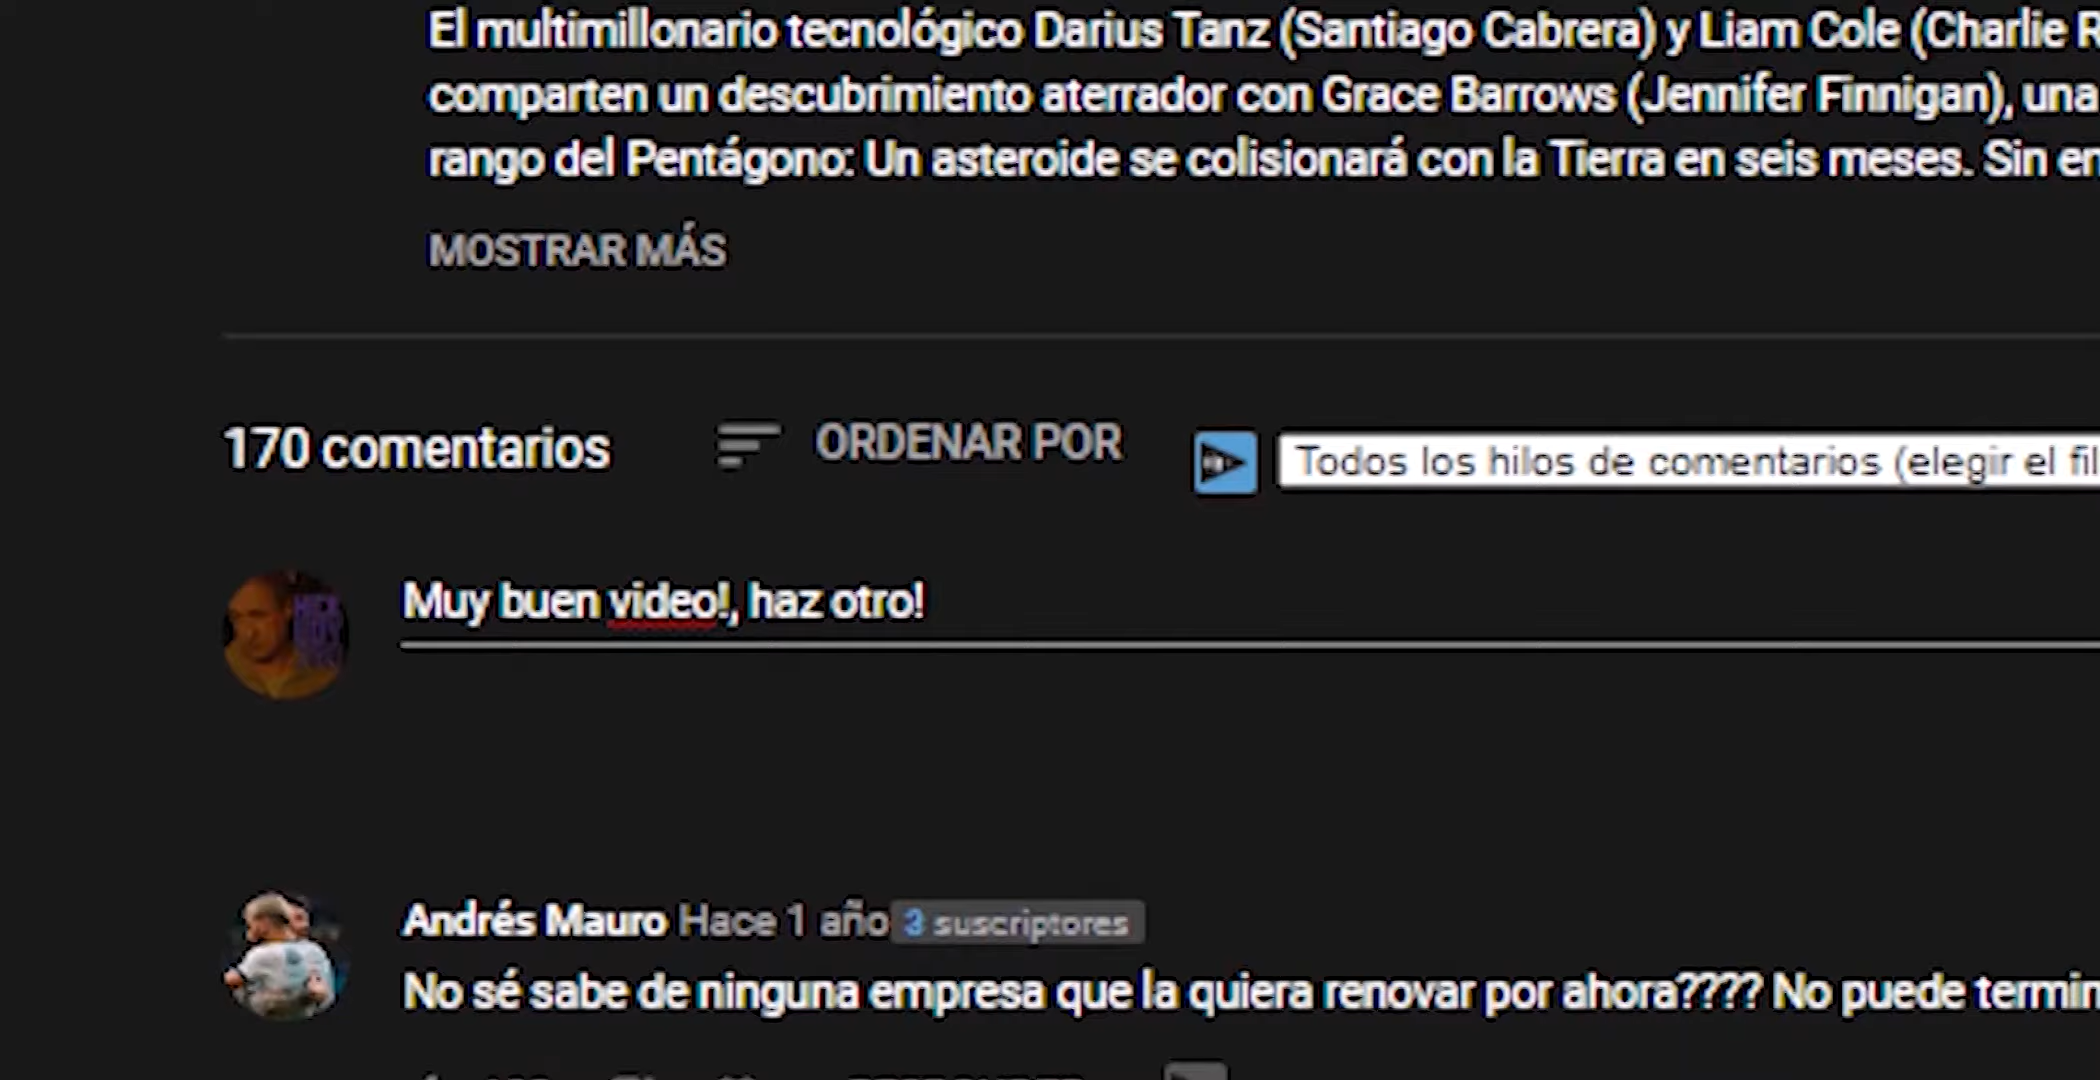 El multimillonario tecnológico Darius Tanz (Santiago Cabrera) y Liam Cole (Charlie
comparten un descubrimiento aterrador con Grace Barrows (Jennifer Finnigan), una
rango del Pentágono: Un asteroide se colisionará con la Tierra en seis meses. Sin
MOSTRAR MÁS
170 comentarios ORDENAR POR Todos los hilos de comentarios (elegir el
Muy buen video!, haz otro!
Andrés Mauro Hace 1 año 3 suscriptores
No sé sabe de ninguna empresa que la quiera renovar por ahora???? No puede